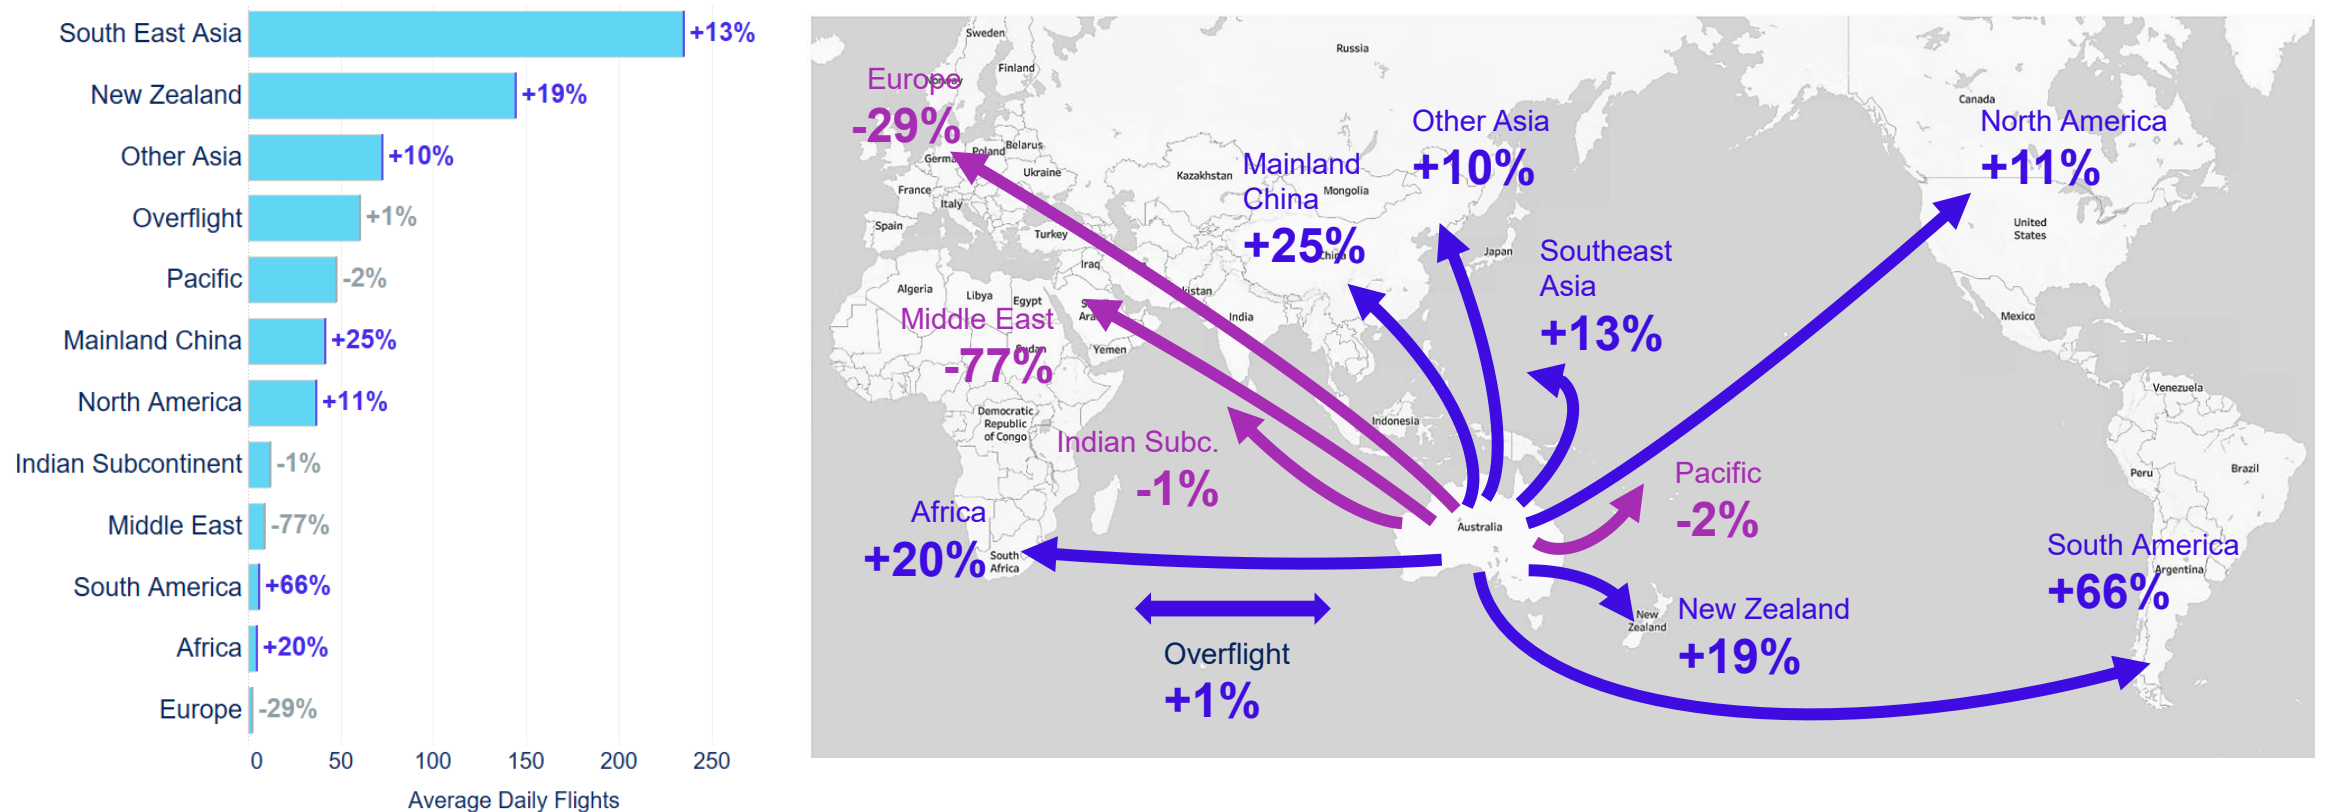 South East Asia +13%
New Zealand +19%
Other Asia +10%
Overflight +1%
Pacific -2%
Mainland China +25%
North America +11%
Indian Subcontinent -1%
Middle East -77%
South America +66%
Africa +20%
Europe -29%
0 50 100 150 200 250
Average Daily Flights
Sweden
Russia
Finland
Europe
Norway
-29%
Canada
Other Asia
+10%
North America
+11%
Belarus
Poland
Germa
Ukraine
Mainland
China
+25%
Kazakhstan
Mongolia
France
Italy
Spain
Turkey
United
States
Japan
China
Southeast
Asia
+13%
Iraq
Algeria
Libya
Egypt
kistan
India
Mexico
Middle East
-77%
Sudan
Yemen
Venezuela
Democratic
Republic
of Congo
Indonesia
Indian Subc.
-1%
Pacific
-2%
Peru
Brazil
Africa
+20%
South
Africa
Australia
South America
+66%
Argentina
New Zealand
+19%
New
Zealand
Overflight
+1%